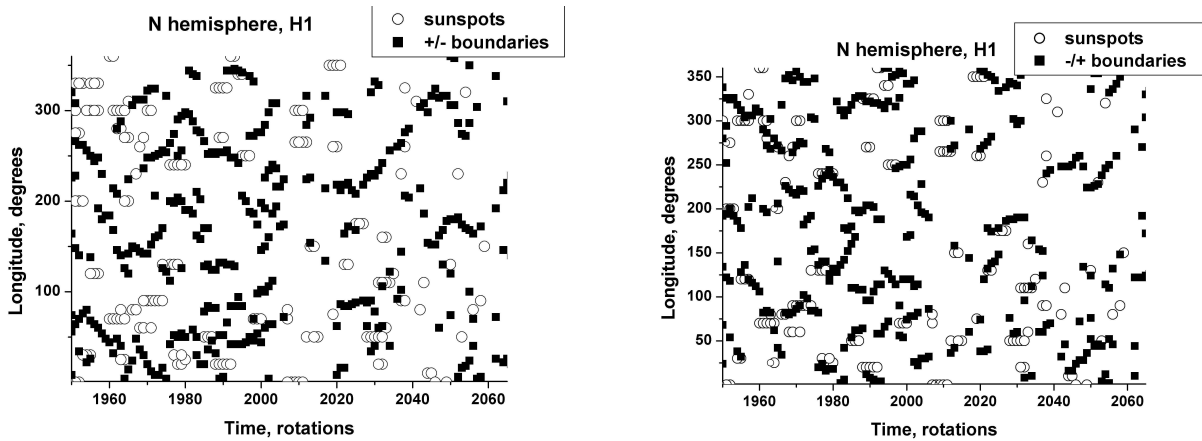 N hemisphere, H1
sunspots
+/- boundaries
Longitude, degrees
300
200
100
1960 1980 2000 2020 2040 2060
Time, rotations
N hemisphere, H1
sunspots
-/+ boundaries
Longitude, degrees
350
300
250
200
150
100
50
1960 1980 2000 2020 2040 2060
Time, rotations